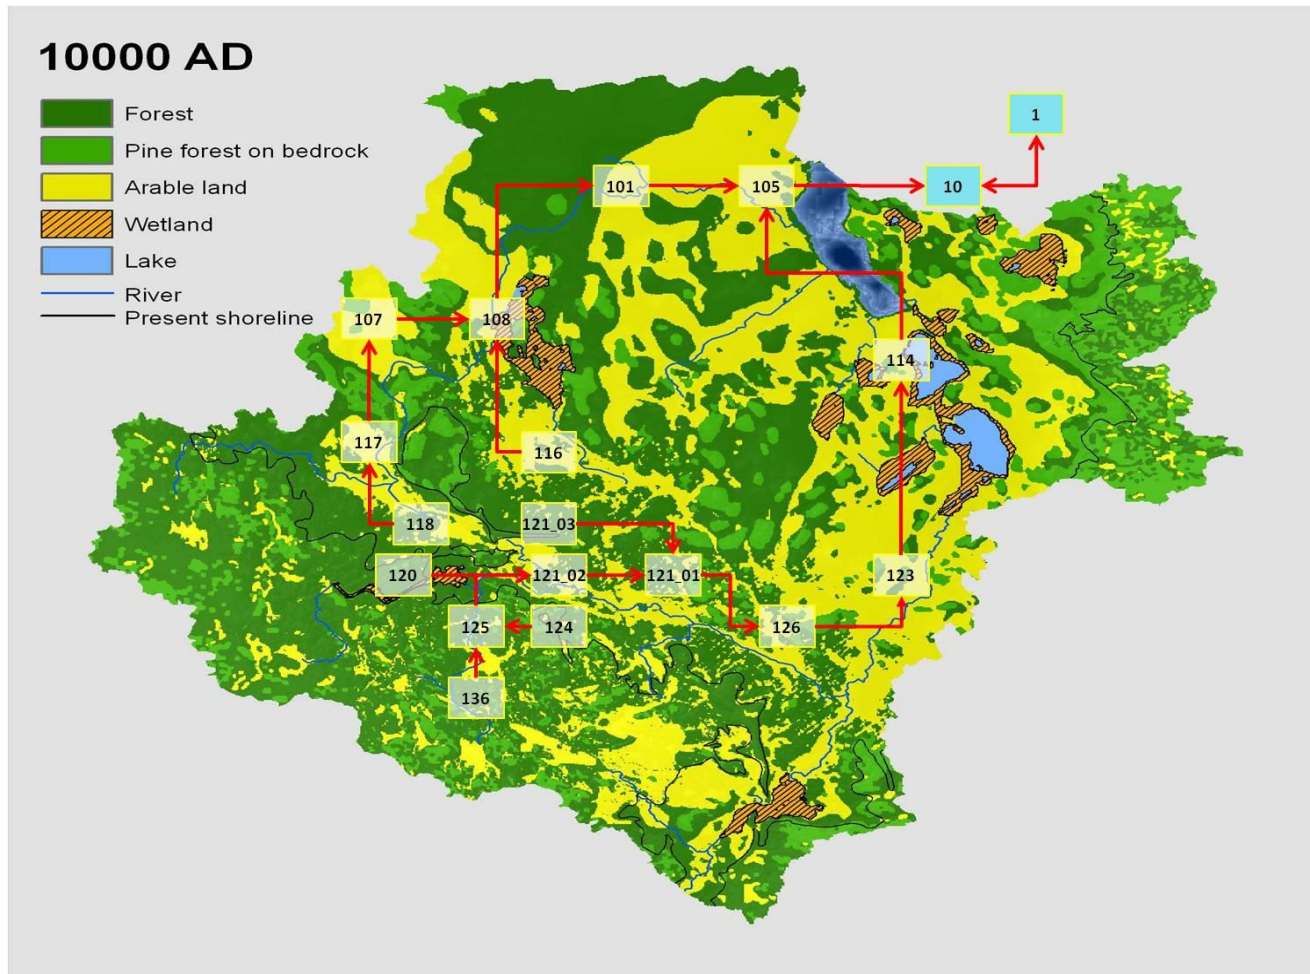 10000 AD
Forest
Pine forest on bedrock
Arable land
Wetland
Lake
River
Present shoreline
1
101
105
10
107
108
114
117
116
118
121_03
120
121_02
121_01
123
125
124
126
136